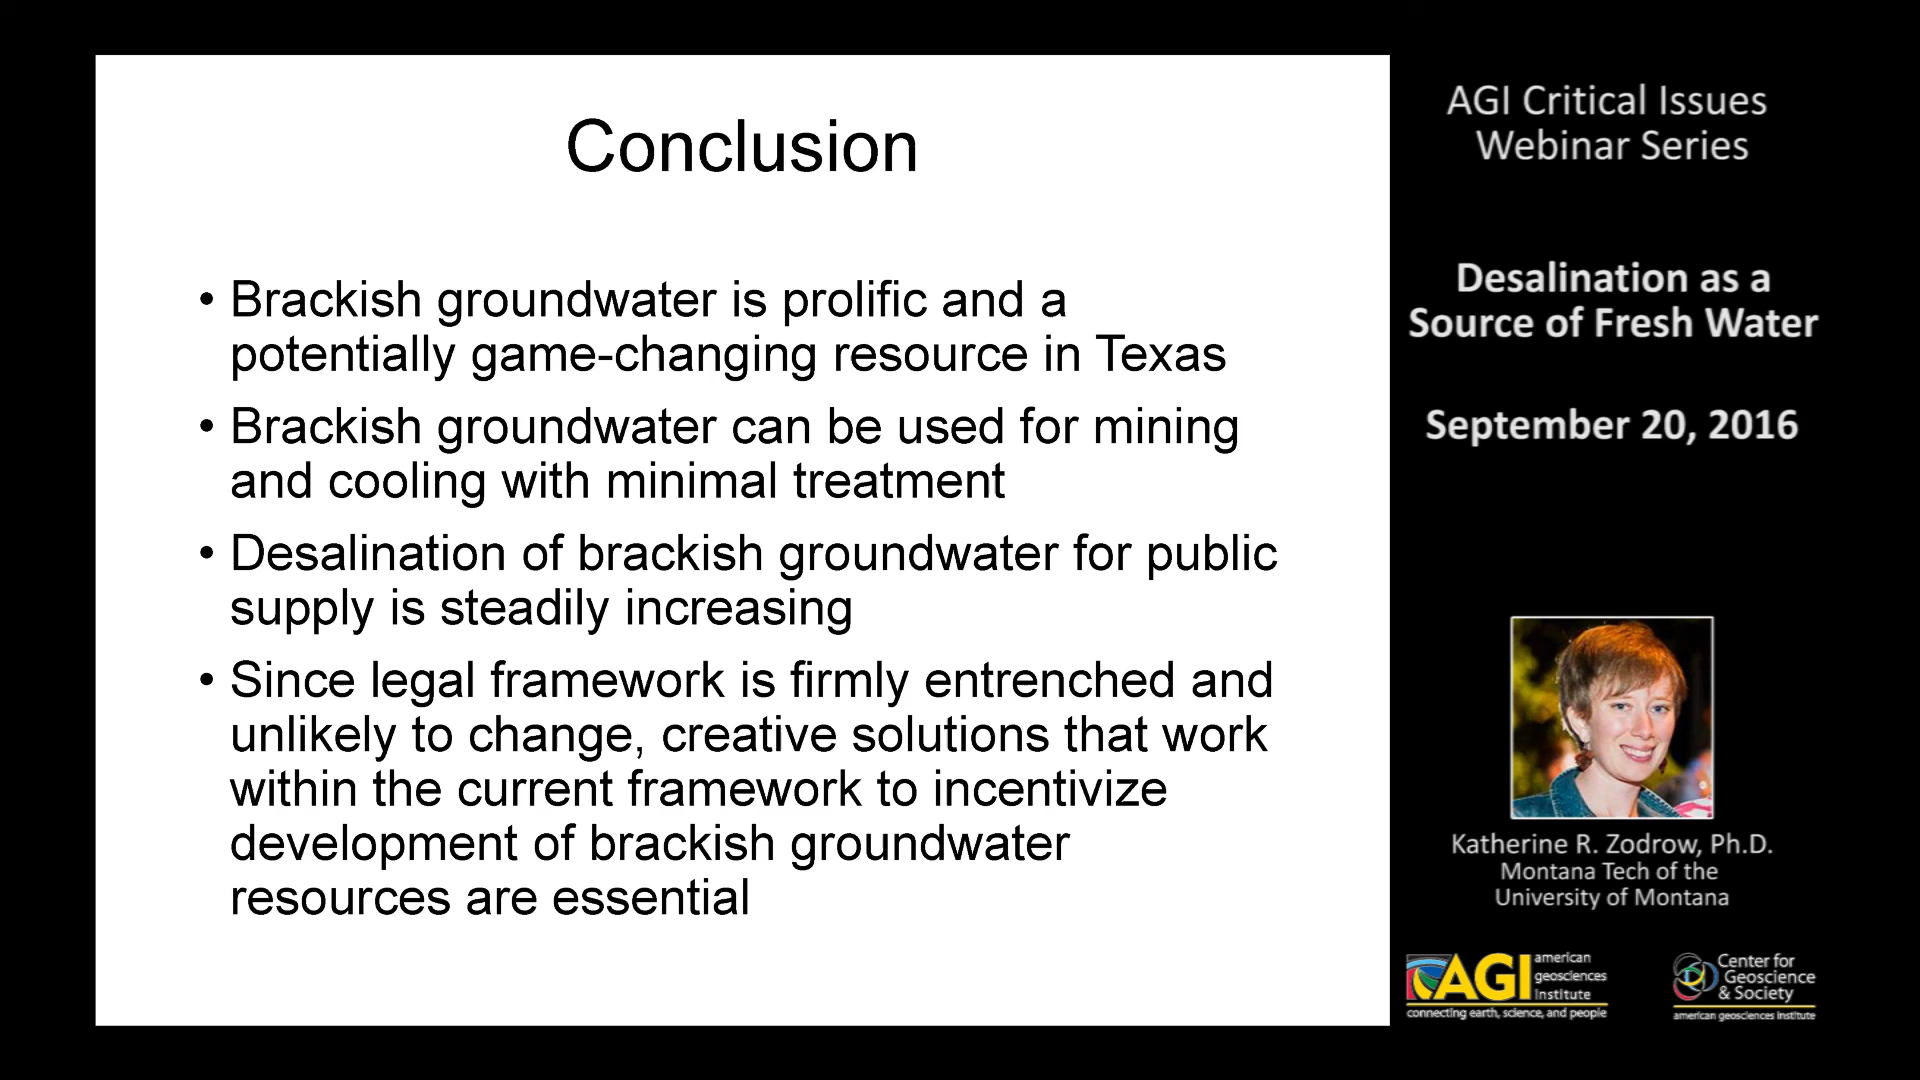 Conclusion
• Brackish groundwater is prolific and a
potentially game-changing resource in Texas
• Brackish groundwater can be used for mining
and cooling with minimal treatment
• Desalination of brackish groundwater for public
supply is steadily increasing
• Since legal framework is firmly entrenched and
unlikely to change, creative solutions that work
within the current framework to incentivize
development of brackish groundwater
resources are essential
AGI Critical Issues
Webinar Series
Desalination as a
Source of Fresh Water
September 20, 2016
Katherine R. Zodrow, Ph.D.
Montana Tech of the
University of Montana
AGI
american
geosciences
institute
connecting earth, science, and people
Center for
Geoscience
& Society
american geosciences institute